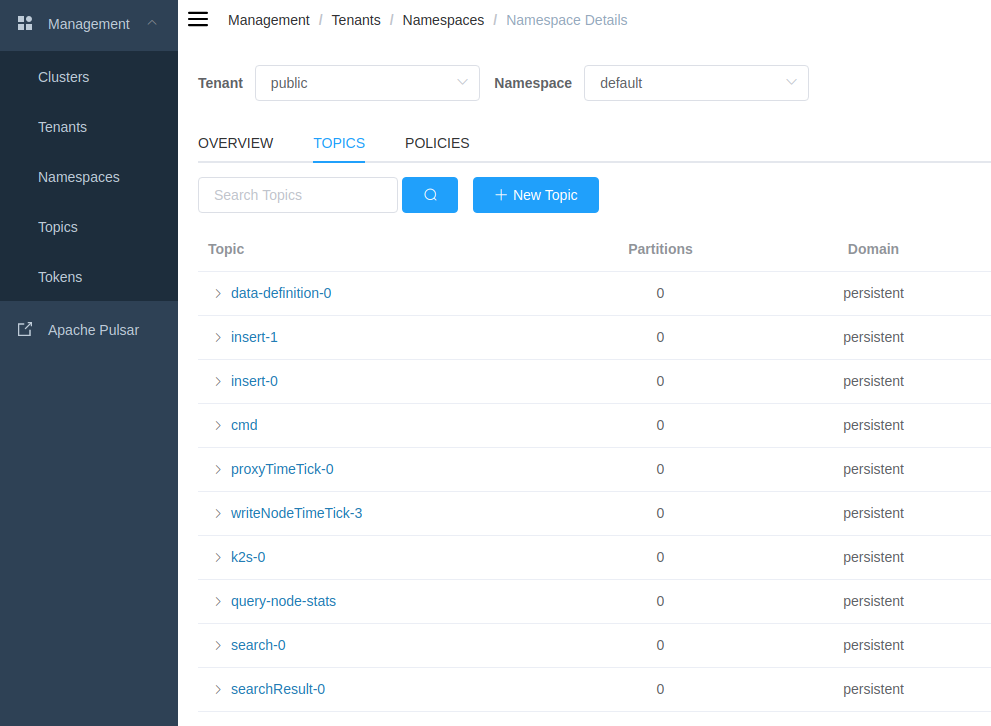 Management
Clusters
Tenants
Namespaces
Topics
Tokens
Apache Pulsar
Management / Tenants / Namespaces / Namespace Details
Tenant public Namespace default
OVERVIEW TOPICS POLICIES
Search Topics New Topic
Topic Partitions Domain
data-definition-0 0 persistent
insert-1 0 persistent
insert-0 0 persistent
cmd 0 persistent
proxyTimeTick-0 0 persistent
writeNodeTimeTick-3 0 persistent
k2s-0 0 persistent
query-node-stats 0 persistent
search-0 0 persistent
searchResult-0 0 persistent